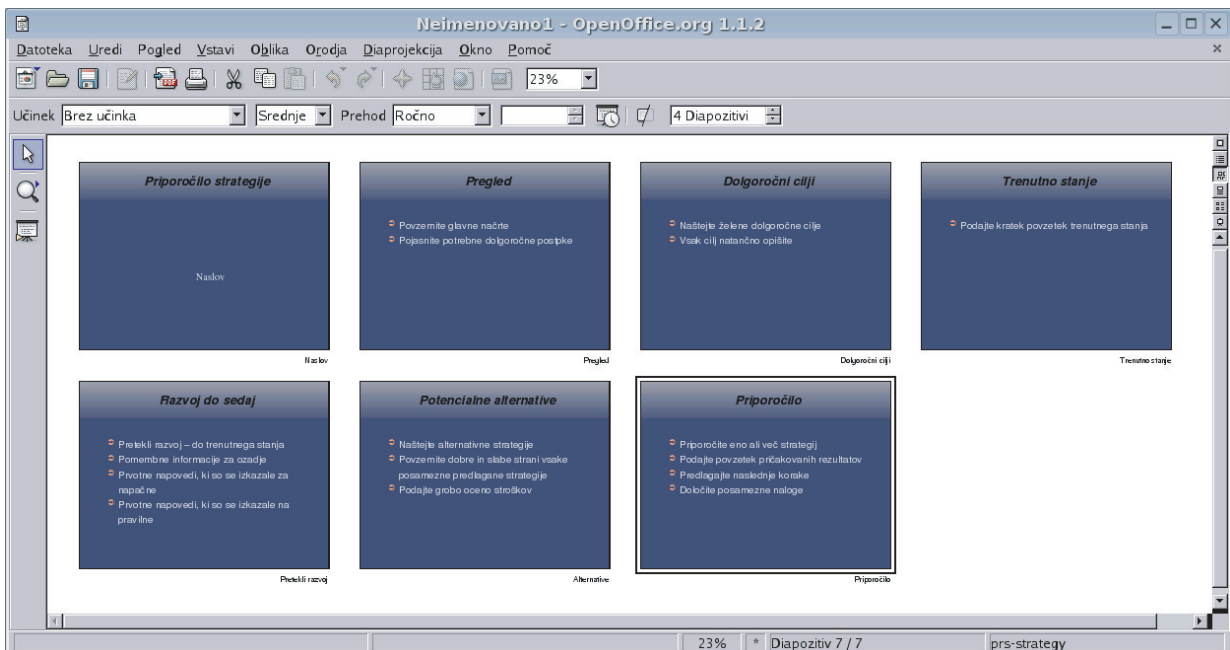 Neimenovano1 - OpenOffice.org 1.1.2
Datoteka Uredi Pogled Vstavi Oblika Orodja Diaprojekcija Okno Pomoč
23%
Učinek Brez učinka Srednje Prehod Ročno 4 Diapozitivi
Priporočilo strategije
Naslov
Naslov
Pregled
Povzemite glavne načrte
Pojasnite potrebne dolgoročne postpke
Pregled
Dolgoročni cilji
Naštejte želene dolgoročne cilje
Vsak cilj natančno opišite
Dolgoročni cilji
Trenutno stanje
Podajte kratek povzetek trenutnega stanja
Trenutno stanje
Razvoj do sedaj
Pretekli razvoj – do trenutnega stanja
Pomembne informacije za ozadje
Prvotne napovedi, ki so se izkazale za
napačne
Prvotne napovedi, ki so se izkazale na
pravilne
Pretekli razvoj
Potencialne alternative
Naštejte alternativne strategije
Povzemite dobre in slabe strani vsake
posamezne predlagane strategije
Podajte grobo oceno stroškov
Alternative
Priporočilo
Priporočite eno ali več strategij
Podajte povzetek pričakovanih rezultatov
Predlagajte naslednje korake
Določite posamezne naloge
Priporočilo
23% * Diapozitiv 7 / 7 prs-strategy